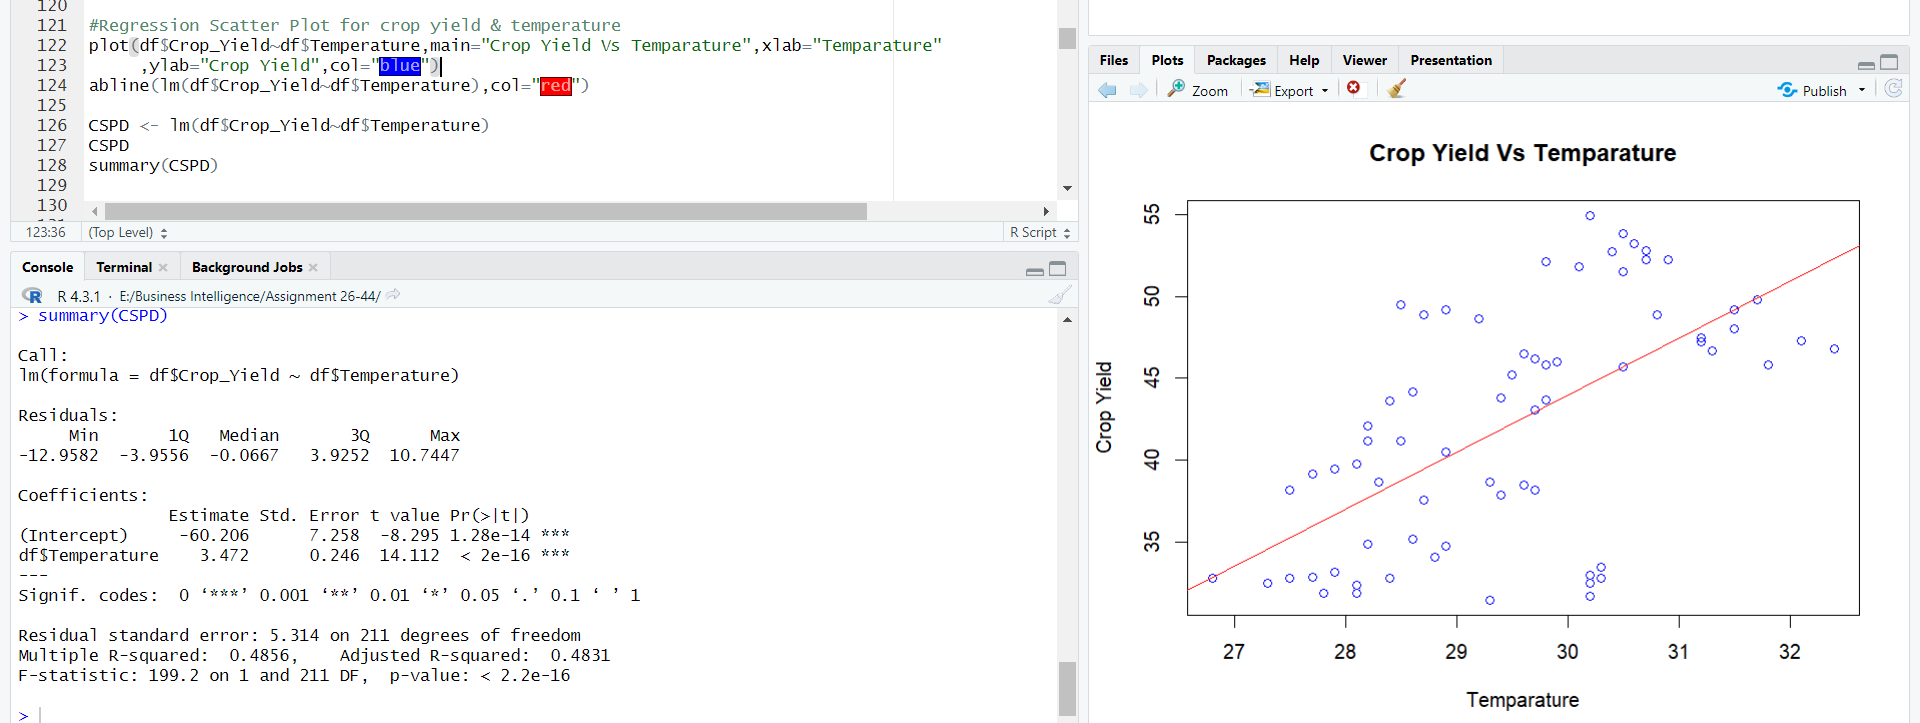 120
121 #Regression Scatter Plot for crop yield & temperature
122 plot(df$Crop_Yield~df$Temperature,main="Crop Yield Vs Temparature",xlab="Temparature"
123 ,ylab="Crop Yield",col="blue")
124 abline(lm(df$Crop_Yield~df$Temperature),col="red")
125
126 CSPD <- lm(df$Crop_Yield~df$Temperature)
127 CSPD
128 summary(CSPD)
129
130
123:36 (Top Level) R Script
Console Terminal Background Jobs
R 4.3.1 · E:/Business Intelligence/Assignment 26-44/
> summary(CSPD)
Call:
lm(formula = df$Crop_Yield ~ df$Temperature)
Residuals:
Min 1Q Median 3Q Max
-12.9582 -3.9556 -0.0667 3.9252 10.7447
Coefficients:
Estimate Std. Error t value Pr(>|t|)
(Intercept) -60.206 7.258 -8.295 1.28e-14 ***
df$Temperature 3.472 0.246 14.112 < 2e-16 ***
---
Signif. codes: 0 ‘***’ 0.001 ‘**’ 0.01 ‘*’ 0.05 ‘.’ 0.1 ‘ ’ 1
Residual standard error: 5.314 on 211 degrees of freedom
Multiple R-squared: 0.4856, Adjusted R-squared: 0.4831
F-statistic: 199.2 on 1 and 211 DF, p-value: < 2.2e-16
>
Files Plots Packages Help Viewer Presentation
Zoom Export Publish
Crop Yield Vs Temparature
55
50
45
40
35
Crop Yield
27 28 29 30 31 32
Temparature